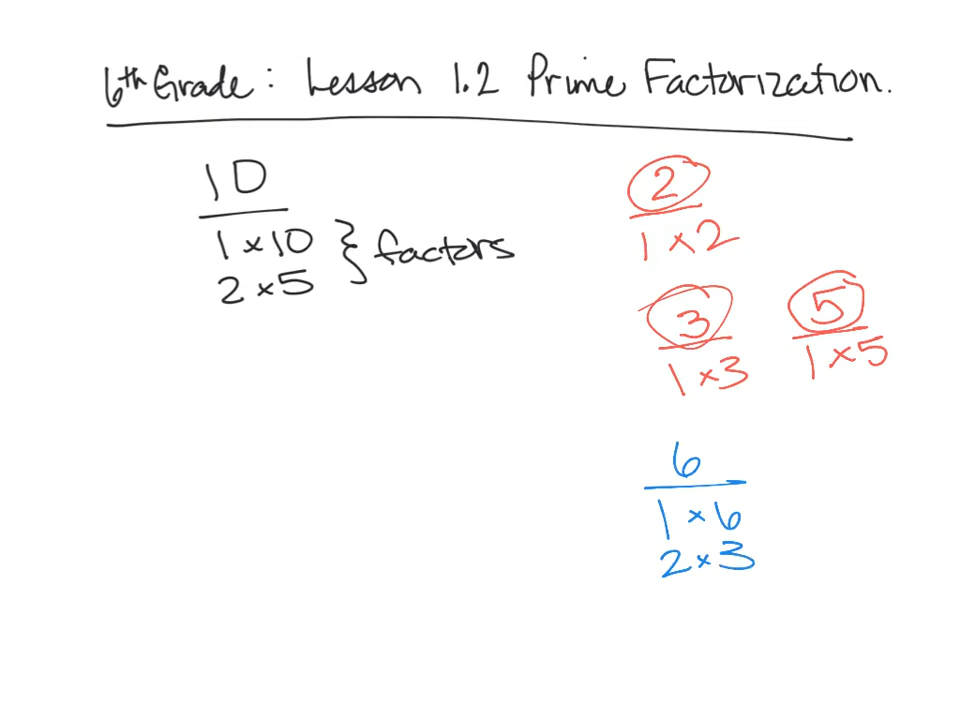 6th Grade: Lesson 1.2 Prime Factorization.
10
1 x 10
2 x 5
} factors
2
1 x 2
3
1 x 3
5
1 x 5
6
1 x 6
2 x 3